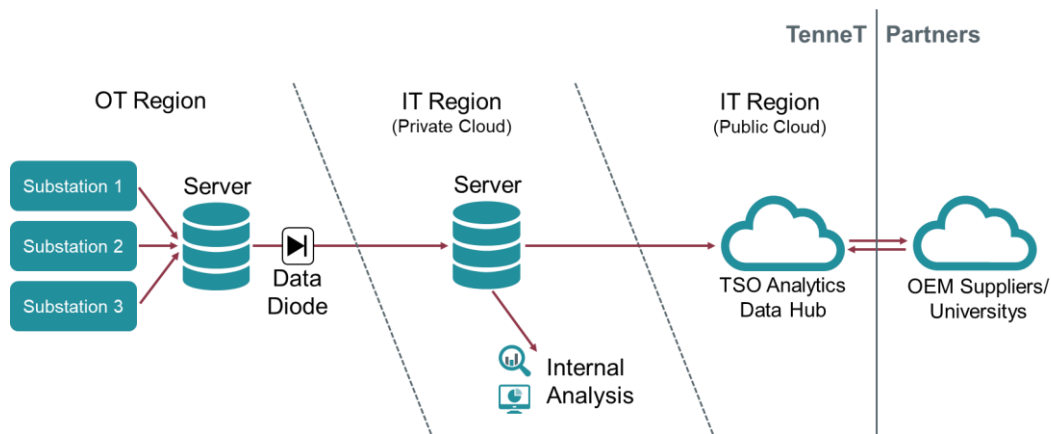 TenneT
Partners
OT Region
IT Region
(Private Cloud)
IT Region
(Public Cloud)
Substation 1
Substation 2
Substation 3
Server
Data
Diode
Server
Internal
Analysis
TSO Analytics
Data Hub
OEM Suppliers/
Universitys